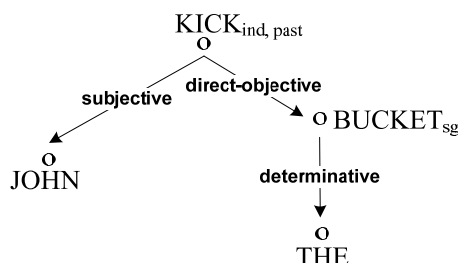 KICKind, past
subjective direct-objective
BUCKETsg
JOHN
determinative
THE